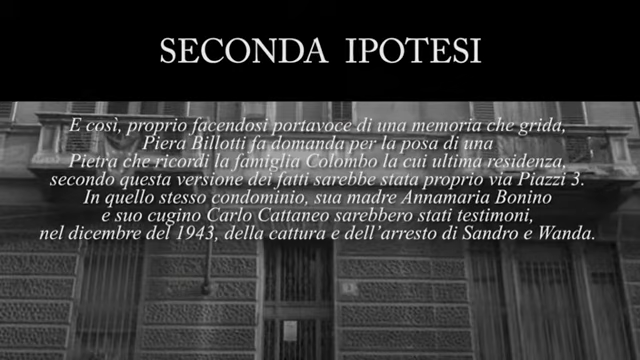 SECONDA IPOTESI
E così, proprio facendosi portavoce di una memoria che grida,
Piera Billotti fa domanda per la posa di una
Pietra che ricordi la famiglia Colombo la cui ultima residenza,
secondo questa versione dei fatti sarebbe stata proprio via Piazzi 3.
In quello stesso condominio, sua madre Annamaria Bonino
e suo cugino Carlo Cattaneo sarebbero stati testimoni,
nel dicembre del 1943, della cattura e dell’arresto di Sandro e Wanda.